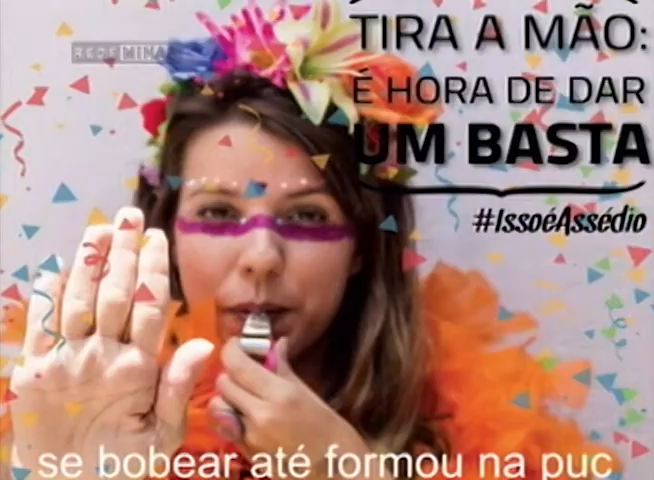 REDE MINAS
TIRA A MÃO:
É HORA DE DAR
UM BASTA
#IssoéAssédio
se bobear até formou na puc